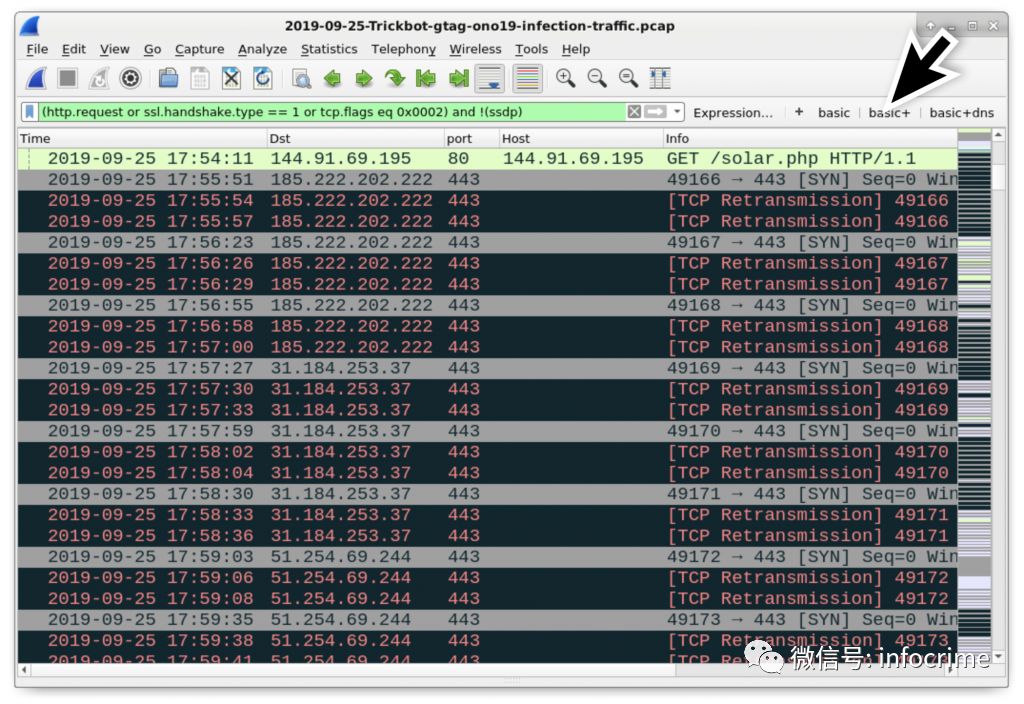 2019-09-25-Trickbot-gtag-ono19-infection-traffic.pcap
File Edit View Go Capture Analyze Statistics Telephony Wireless Tools Help
(http.request or ssl.handshake.type == 1 or tcp.flags eq 0x0002) and !(ssdp) Expression... + basic basic+ basic+dns
Time Dst port Host Info
2019-09-25 17:54:11 144.91.69.195 80 144.91.69.195 GET /solar.php HTTP/1.1
2019-09-25 17:55:51 185.222.202.222 443 49166 → 443 [SYN] Seq=0 Win
2019-09-25 17:55:54 185.222.202.222 443 [TCP Retransmission] 49166
2019-09-25 17:55:57 185.222.202.222 443 [TCP Retransmission] 49166
2019-09-25 17:56:23 185.222.202.222 443 49167 → 443 [SYN] Seq=0 Win
2019-09-25 17:56:26 185.222.202.222 443 [TCP Retransmission] 49167
2019-09-25 17:56:29 185.222.202.222 443 [TCP Retransmission] 49167
2019-09-25 17:56:55 185.222.202.222 443 49168 → 443 [SYN] Seq=0 Win
2019-09-25 17:56:58 185.222.202.222 443 [TCP Retransmission] 49168
2019-09-25 17:57:00 185.222.202.222 443 [TCP Retransmission] 49168
2019-09-25 17:57:27 31.184.253.37 443 49169 → 443 [SYN] Seq=0 Win
2019-09-25 17:57:30 31.184.253.37 443 [TCP Retransmission] 49169
2019-09-25 17:57:33 31.184.253.37 443 [TCP Retransmission] 49169
2019-09-25 17:57:59 31.184.253.37 443 49170 → 443 [SYN] Seq=0 Win
2019-09-25 17:58:02 31.184.253.37 443 [TCP Retransmission] 49170
2019-09-25 17:58:04 31.184.253.37 443 [TCP Retransmission] 49170
2019-09-25 17:58:30 31.184.253.37 443 49171 → 443 [SYN] Seq=0 Win
2019-09-25 17:58:33 31.184.253.37 443 [TCP Retransmission] 49171
2019-09-25 17:58:36 31.184.253.37 443 [TCP Retransmission] 49171
2019-09-25 17:59:03 51.254.69.244 443 49172 → 443 [SYN] Seq=0 Win
2019-09-25 17:59:06 51.254.69.244 443 [TCP Retransmission] 49172
2019-09-25 17:59:08 51.254.69.244 443 [TCP Retransmission] 49172
2019-09-25 17:59:35 51.254.69.244 443 49173 → 443 [SYN] Seq=0 Win
2019-09-25 17:59:38 51.254.69.244 443 [TCP Retransmission] 49173
2019-09-25 17:59:41 51.254.69.244 443
微信号: infocrime